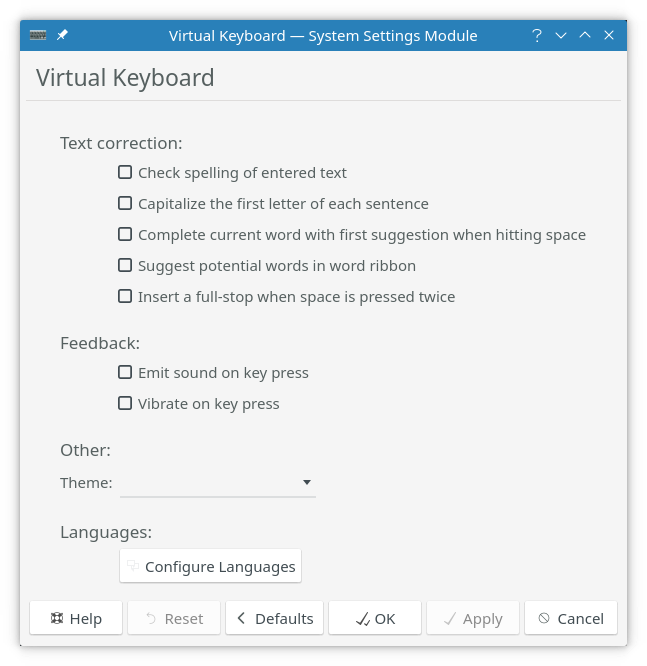 Virtual Keyboard — System Settings Module
Virtual Keyboard
Text correction:
Check spelling of entered text
Capitalize the first letter of each sentence
Complete current word with first suggestion when hitting space
Suggest potential words in word ribbon
Insert a full-stop when space is pressed twice
Feedback:
Emit sound on key press
Vibrate on key press
Other:
Theme:
Languages:
Configure Languages
Help Reset Defaults OK Apply Cancel